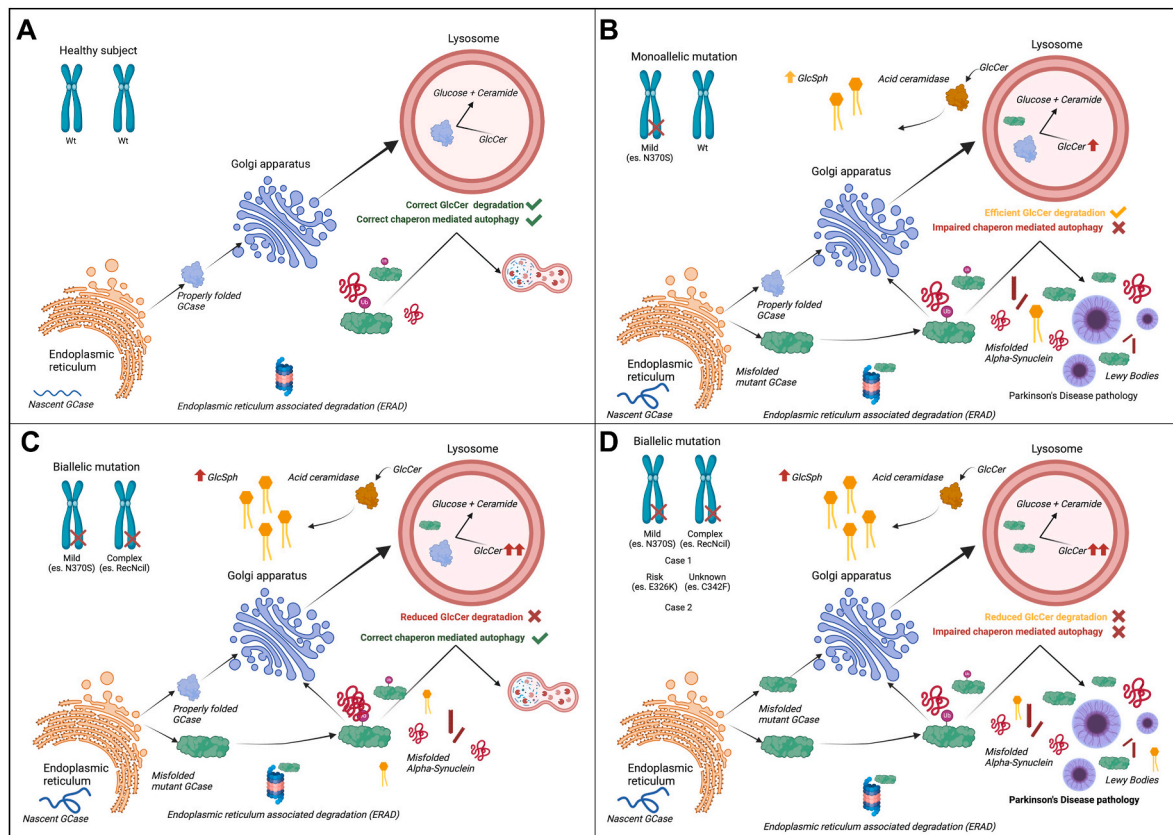 A
Healthy subject
Wt
Wt
Lysosome
Glucose + Ceramide
GlcCer
Golgi apparatus
Correct GlcCer degradation
Correct chaperon mediated autophagy
Properly folded
GCase
Ub
Endoplasmic
reticulum
Nascent GCase
Endoplasmic reticulum associated degradation (ERAD)
B
Monoallelic mutation
Mild
(es. N370S)
Wt
GlcSph
Acid ceramidase
GlcCer
Lysosome
Glucose + Ceramide
GlcCer
Golgi apparatus
Efficient GlcCer degratadion
Impaired chaperon mediated autophagy
Properly folded
GCase
Ub
Misfolded
Alpha-Synuclein
Lewy Bodies
Parkinson's Disease pathology
Misfolded
mutant GCase
Endoplasmic
reticulum
Nascent GCase
Endoplasmic reticulum associated degradation (ERAD)
C
Biallelic mutation
Mild
(es. N370S)
Complex
(es. RecNcil)
GlcSph
Acid ceramidase
GlcCer
Lysosome
Glucose + Ceramide
GlcCer
Golgi apparatus
Reduced GlcCer degratadion
Correct chaperon mediated autophagy
Properly folded
GCase
Misfolded
Alpha-Synuclein
Misfolded
mutant GCase
Endoplasmic
reticulum
Nascent GCase
Endoplasmic reticulum associated degradation (ERAD)
D
Biallelic mutation
Mild
(es. N370S)
Complex
(es. RecNcil)
Case 1
Risk
(es. E326K)
Unknown
(es. C342F)
Case 2
GlcSph
Acid ceramidase
GlcCer
Lysosome
Glucose + Ceramide
GlcCer
Golgi apparatus
Reduced GlcCer degratadion
Impaired chaperon mediated autophagy
Misfolded
mutant GCase
Ub
Misfolded
Alpha-Synuclein
Lewy Bodies
Parkinson's Disease pathology
Endoplasmic
reticulum
Nascent GCase
Endoplasmic reticulum associated degradation (ERAD)